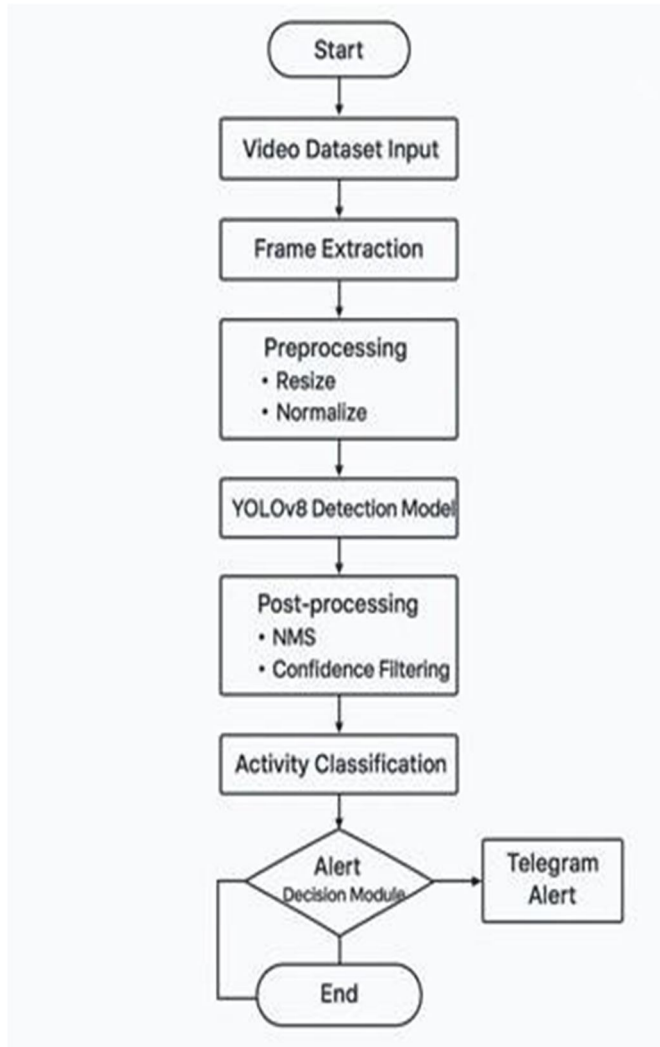 Start
Video Dataset Input
Frame Extraction
Preprocessing
• Resize
• Normalize
YOLOv8 Detection Model
Post-processing
• NMS
• Confidence Filtering
Activity Classification
Alert
Decision Module
Telegram
Alert
End